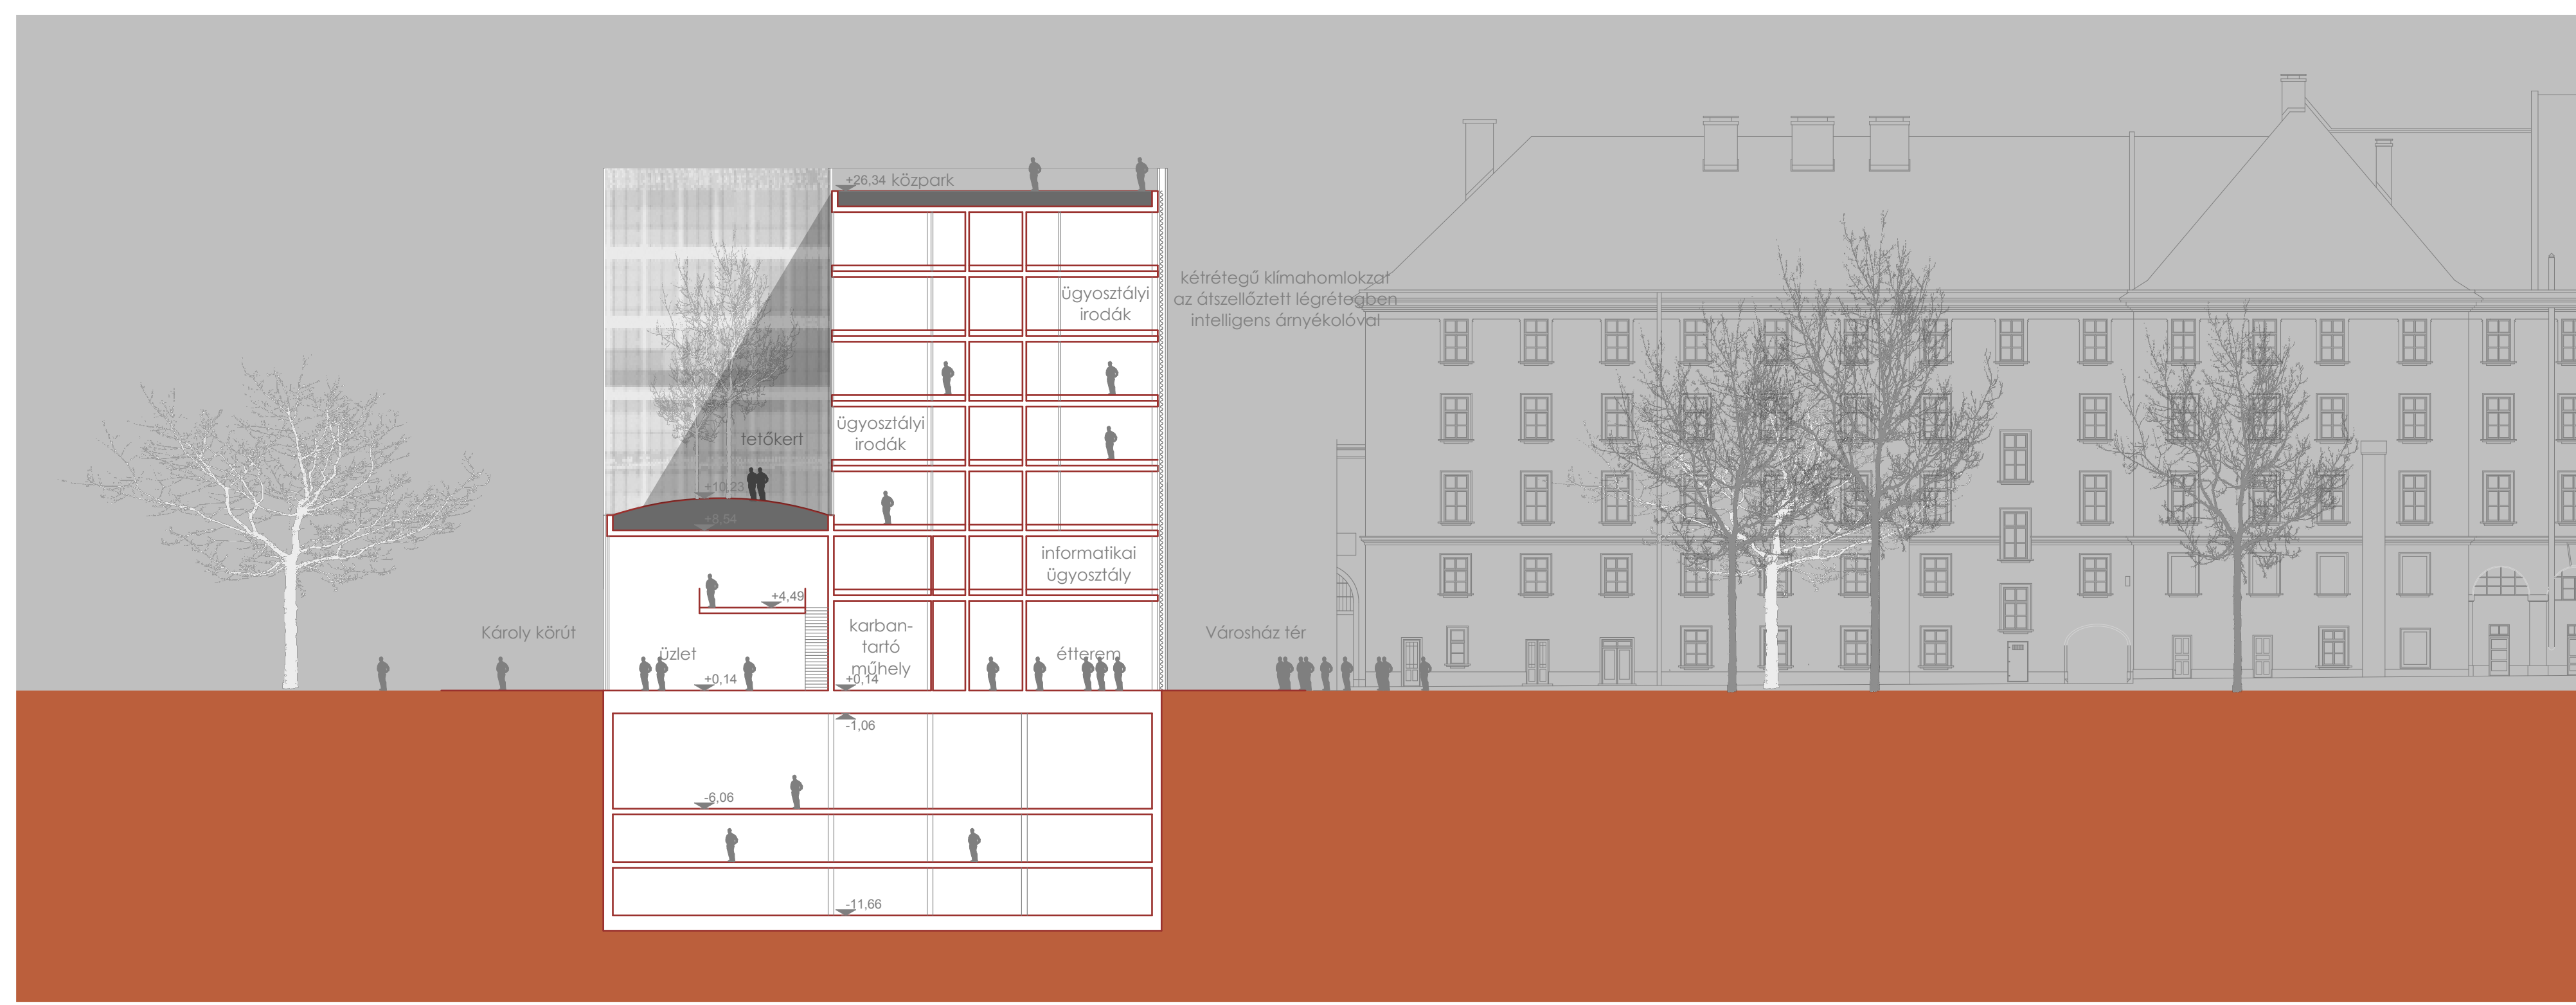 +26,34 közpark
kétrétegű klímahomlokzat
az átszellőztett légrétegben
intelligens árnyékolóval
ügyosztályi
irodák
ügyosztályi
irodák
tetőkert
+10,23
+8,54
informatikai
ügyosztály
+4,49
Károly körút
üzlet
+0,14
karban-
tartó
műhely
+0,14
étterem
Városház tér
-1,06
-6,06
-11,66